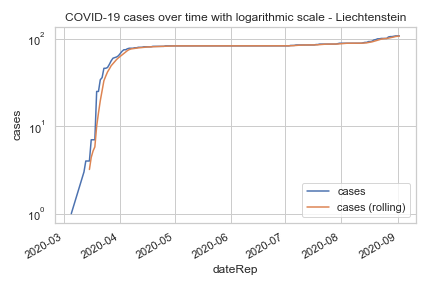 COVID-19 cases over time with logarithmic scale - Liechtenstein
10²
10¹
10⁰
cases
cases
cases (rolling)
2020-03
2020-04
2020-05
2020-06
2020-07
2020-08
2020-09
dateRep